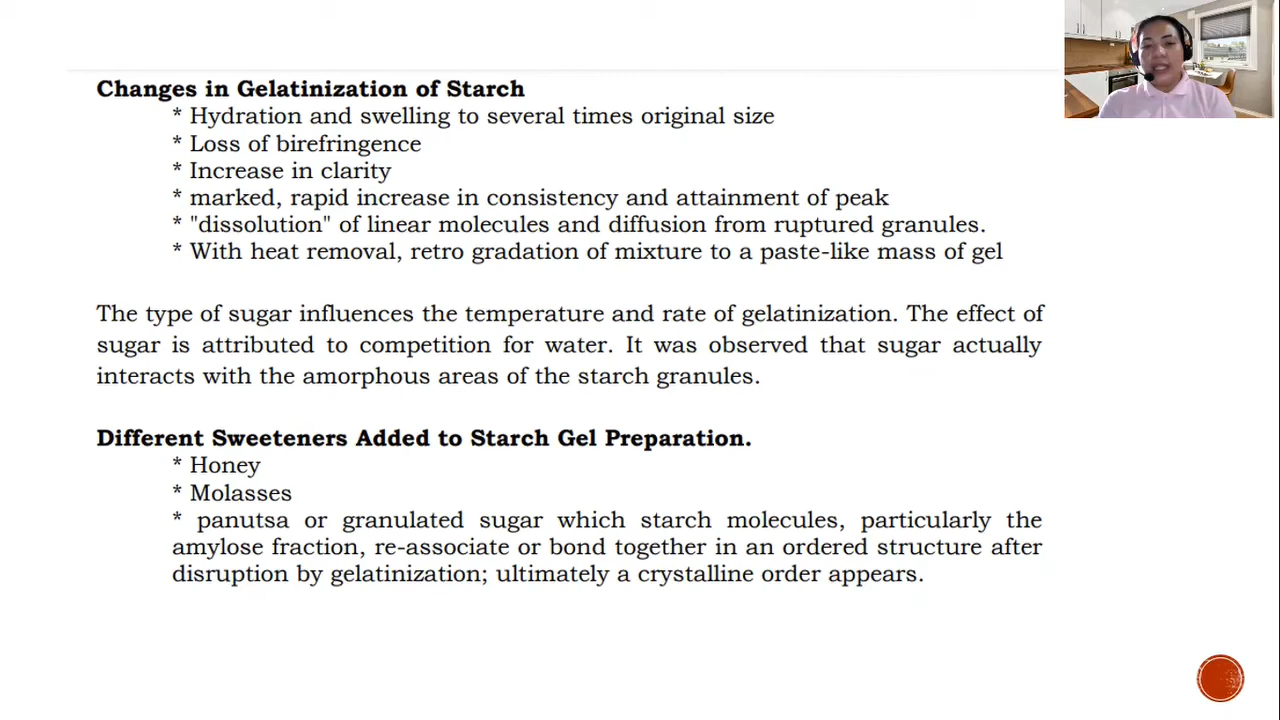 Changes in Gelatinization of Starch
* Hydration and swelling to several times original size
* Loss of birefringence
* Increase in clarity
* marked, rapid increase in consistency and attainment of peak
* "dissolution" of linear molecules and diffusion from ruptured granules.
* With heat removal, retro gradation of mixture to a paste-like mass of gel
The type of sugar influences the temperature and rate of gelatinization. The effect of
sugar is attributed to competition for water. It was observed that sugar actually
interacts with the amorphous areas of the starch granules.
Different Sweeteners Added to Starch Gel Preparation.
* Honey
* Molasses
* panutsa or granulated sugar which starch molecules, particularly the
amylose fraction, re-associate or bond together in an ordered structure after
disruption by gelatinization; ultimately a crystalline order appears.